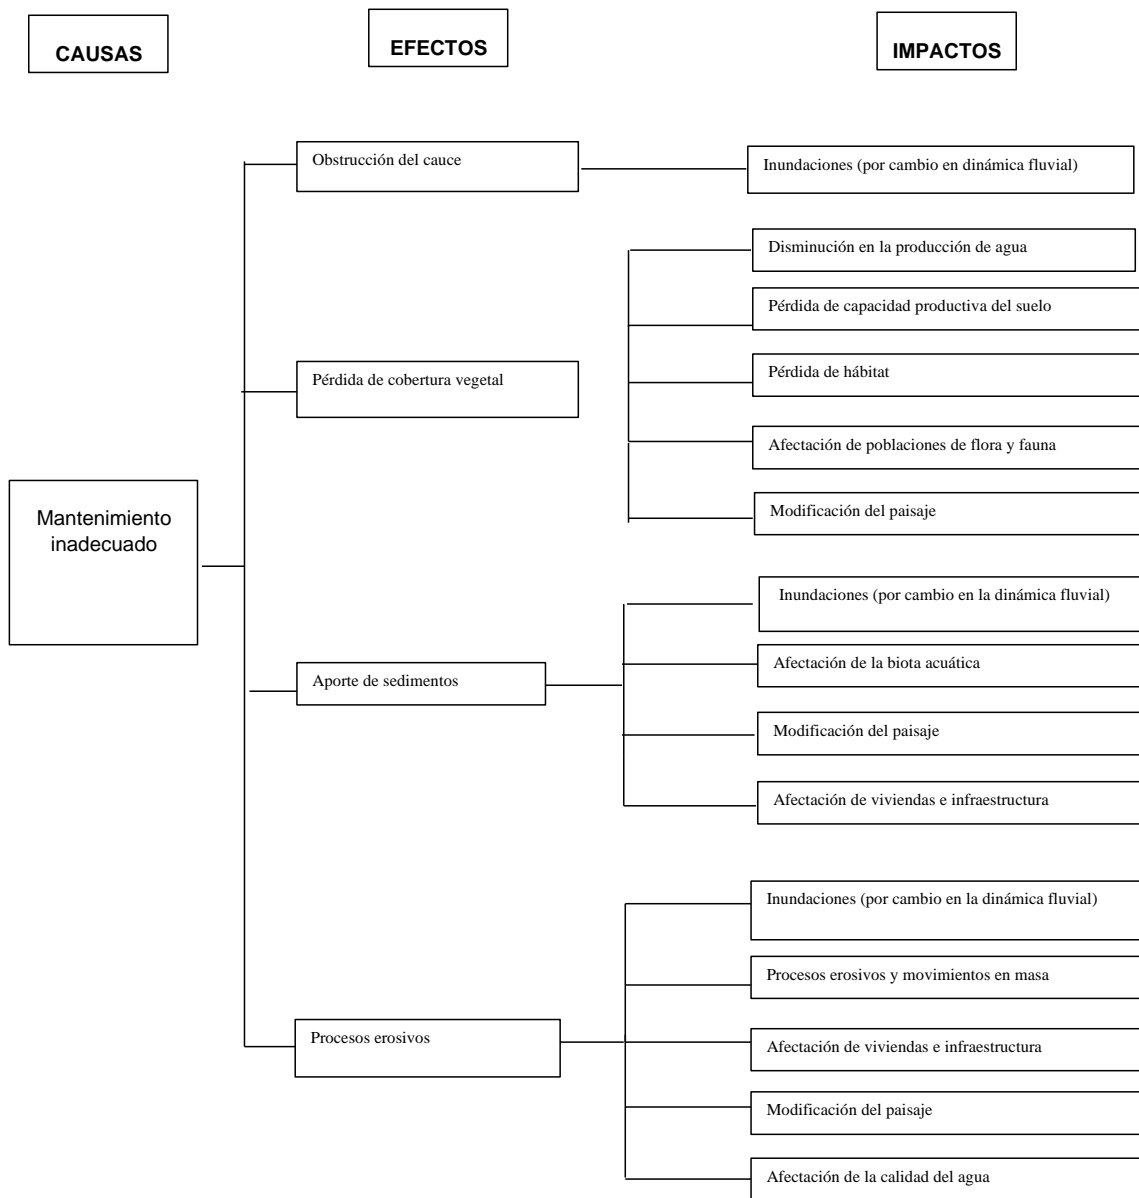 CAUSAS
EFECTOS
IMPACTOS
Obstrucción del cauce
Inundaciones (por cambio en dinámica fluvial)
Disminución en la producción de agua
Pérdida de capacidad productiva del suelo
Pérdida de cobertura vegetal
Pérdida de hábitat
Afectación de poblaciones de flora y fauna
Modificación del paisaje
Mantenimiento
inadecuado
Inundaciones (por cambio en la dinámica fluvial)
Aporte de sedimentos
Afectación de la biota acuática
Modificación del paisaje
Afectación de viviendas e infraestructura
Inundaciones (por cambio en la dinámica fluvial)
Procesos erosivos y movimientos en masa
Procesos erosivos
Afectación de viviendas e infraestructura
Modificación del paisaje
Afectación de la calidad del agua